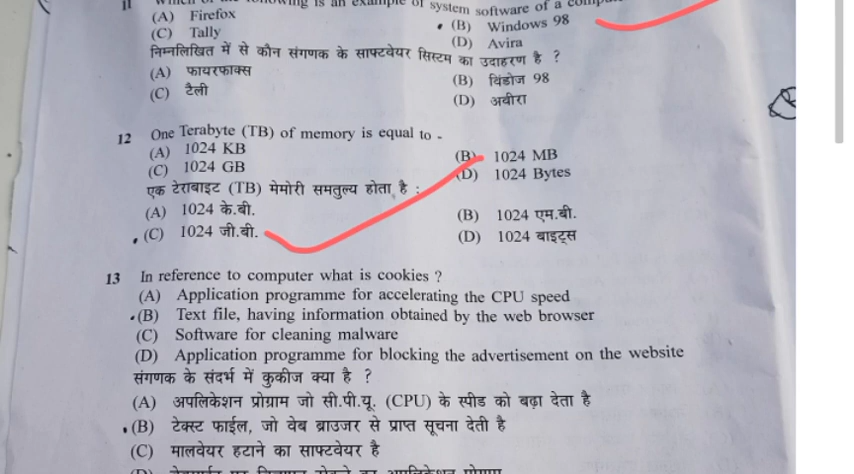 11 is an example of system software of a
(A) Firefox
(B) Windows 98
(C) Tally
(D) Avira
निम्नलिखित में से कौन संगणक के साफ्टवेयर सिस्टम का उदाहरण है ?
(A) फायरफाक्स
(B) विंडोज 98
(C) टैली
(D) अवीरा
12 One Terabyte (TB) of memory is equal to -
(A) 1024 KB
(B) 1024 MB
(C) 1024 GB
(D) 1024 Bytes
एक टेराबाइट (TB) मेमोरी समतुल्य होता है :
(A) 1024 के.बी.
(B) 1024 एम.बी.
(C) 1024 जी.बी.
(D) 1024 बाइट्स
13 In reference to computer what is cookies ?
(A) Application programme for accelerating the CPU speed
(B) Text file, having information obtained by the web browser
(C) Software for cleaning malware
(D) Application programme for blocking the advertisement on the website
संगणक के संदर्भ में कुकीज क्या है ?
(A) अपलिकेशन प्रोग्राम जो सी.पी.यू. (CPU) के स्पीड को बढ़ा देता है
(B) टेक्स्ट फाईल, जो वेब ब्राउजर से प्राप्त सूचना देती है
(C) मालवेयर हटाने का साफ्टवेयर है